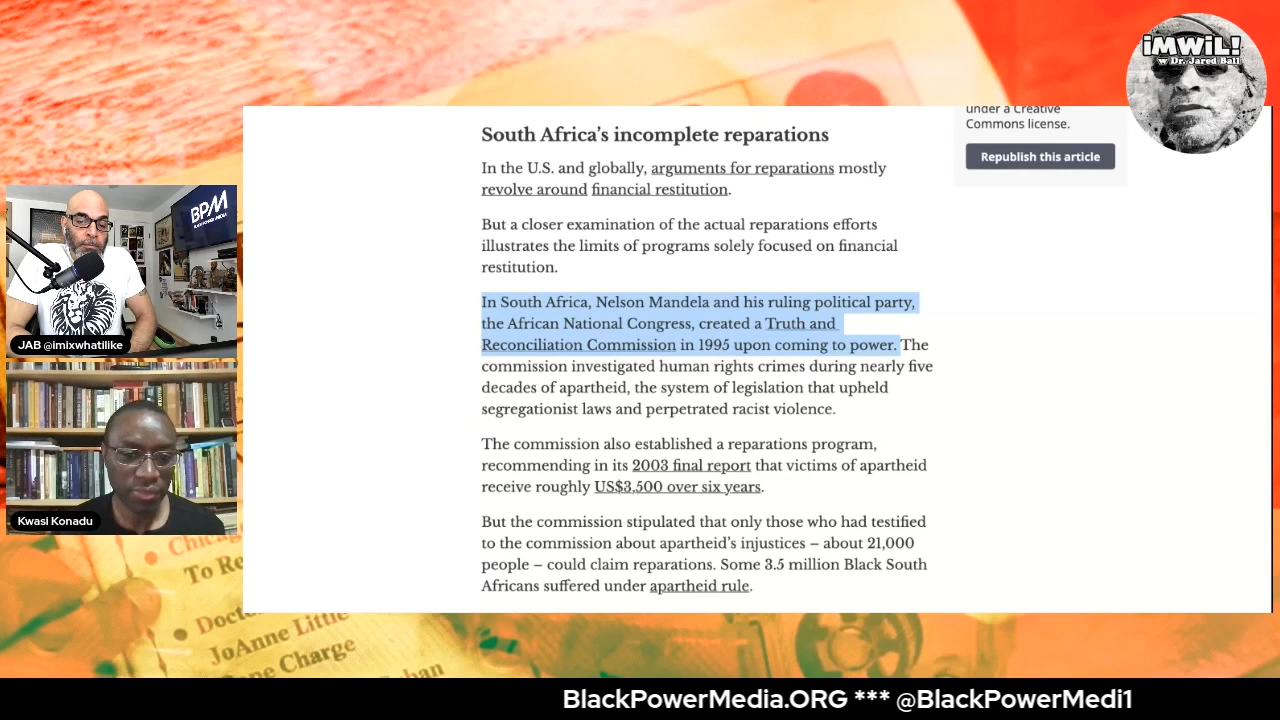 iMWiL!
w Dr. Jared Ball
under a Creative
Commons license.
Republish this article
South Africa’s incomplete reparations
In the U.S. and globally, arguments for reparations mostly
revolve around financial restitution.
But a closer examination of the actual reparations efforts
illustrates the limits of programs solely focused on financial
restitution.
In South Africa, Nelson Mandela and his ruling political party,
the African National Congress, created a Truth and
Reconciliation Commission in 1995 upon coming to power. The
commission investigated human rights crimes during nearly five
decades of apartheid, the system of legislation that upheld
segregationist laws and perpetrated racist violence.
The commission also established a reparations program,
recommending in its 2003 final report that victims of apartheid
receive roughly US$3,500 over six years.
But the commission stipulated that only those who had testified
to the commission about apartheid’s injustices – about 21,000
people – could claim reparations. Some 3.5 million Black South
Africans suffered under apartheid rule.
BPM
JAB @imixwhatilike
Kwasi Konadu
To Re
Doct
JoAnne Little
Charge
BlackPowerMedia.ORG *** @BlackPowerMedi1